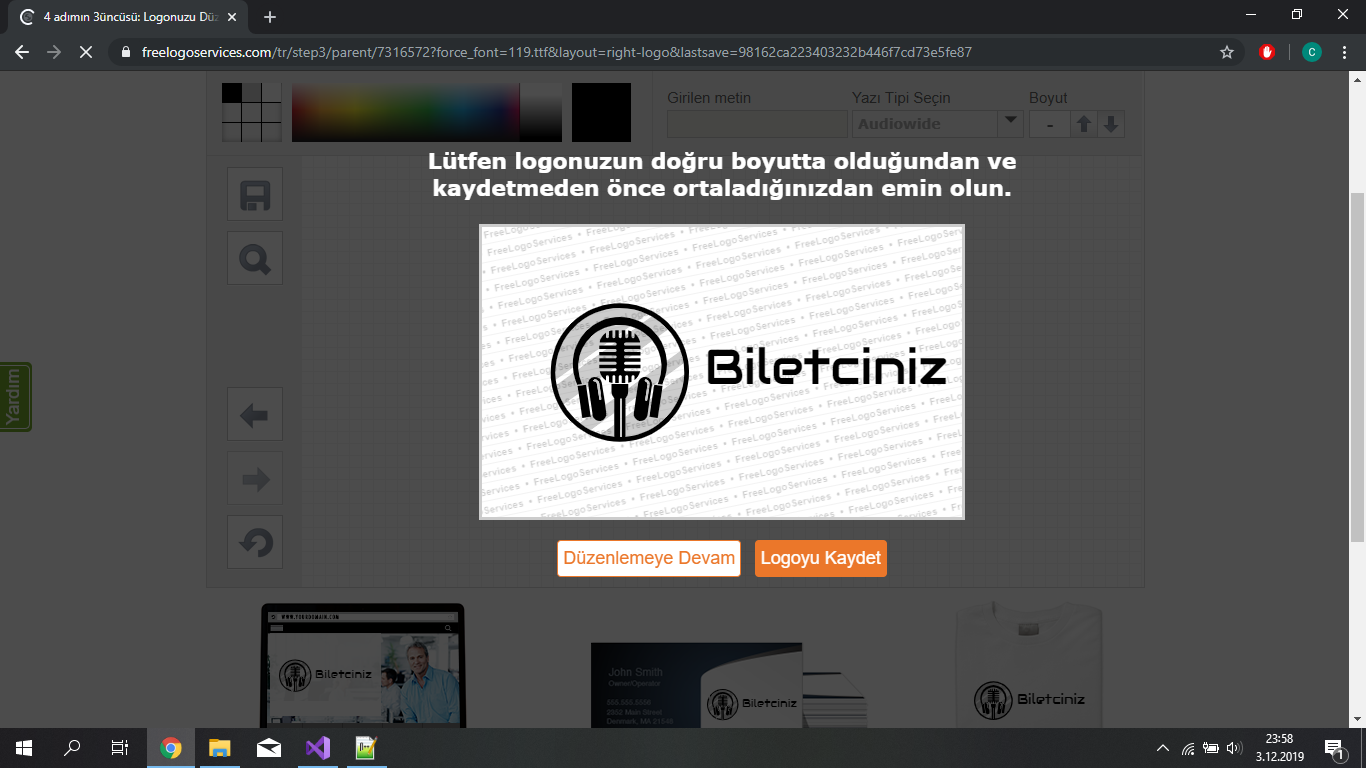 4 adımın 3üncüsü: Logonuzu Düz
freelogoservices.com/tr/step3/parent/7316572?force_font=119.ttf&layout=right-logo&lastsave=98162ca223403232b446f7cd73e5fe87
C
Girilen metin
Yazı Tipi Seçin
Boyut
Audiowide
-
Lütfen logonuzun doğru boyutta olduğundan ve
kaydetmeden önce ortaladığınızdan emin olun.
FreeLogoServices • FreeLogoServices • FreeLogoServices
Biletciniz
Yardım
Düzenlemeye Devam
Logoyu Kaydet
WWW.YOURDOMAIN.COM
Biletciniz
John Smith
Owner/Operator
555.555.5555
2002 Main Street
Denmark, MA 21548
Biletciniz
Biletciniz
23:58
3.12.2019
1